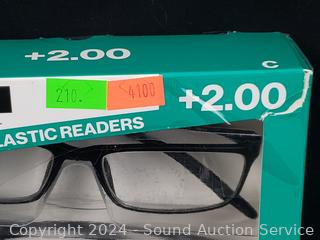 +2.00
C
210.
4100
+2.00
LASTIC READERS
Copyright 2024 - Sound Auction Service